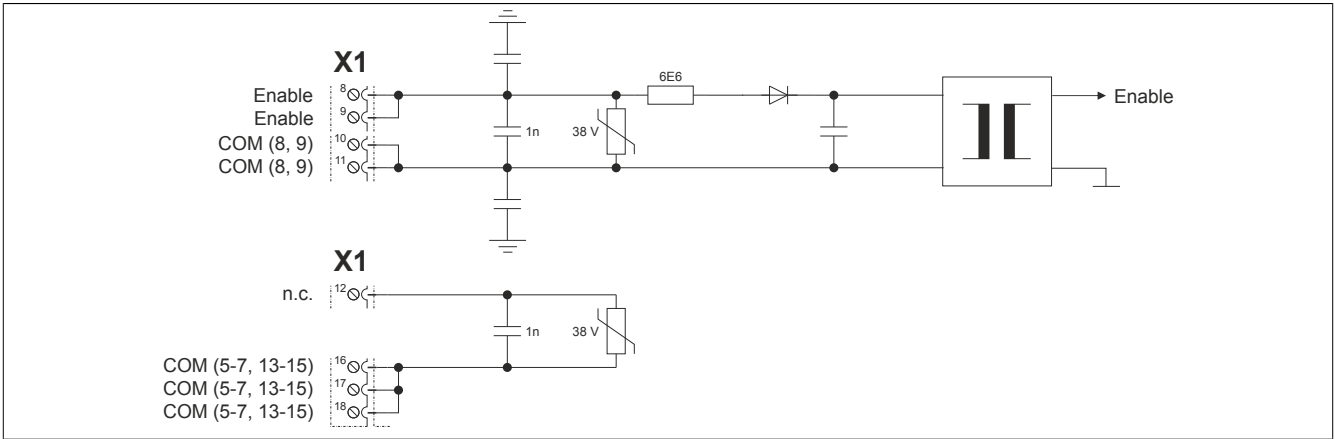 X1
8
Enable
9
Enable
10
COM (8, 9)
11
COM (8, 9)
6E6
1n
38 V
Enable
X1
12
n.c.
1n
38 V
16
COM (5-7, 13-15)
17
COM (5-7, 13-15)
18
COM (5-7, 13-15)